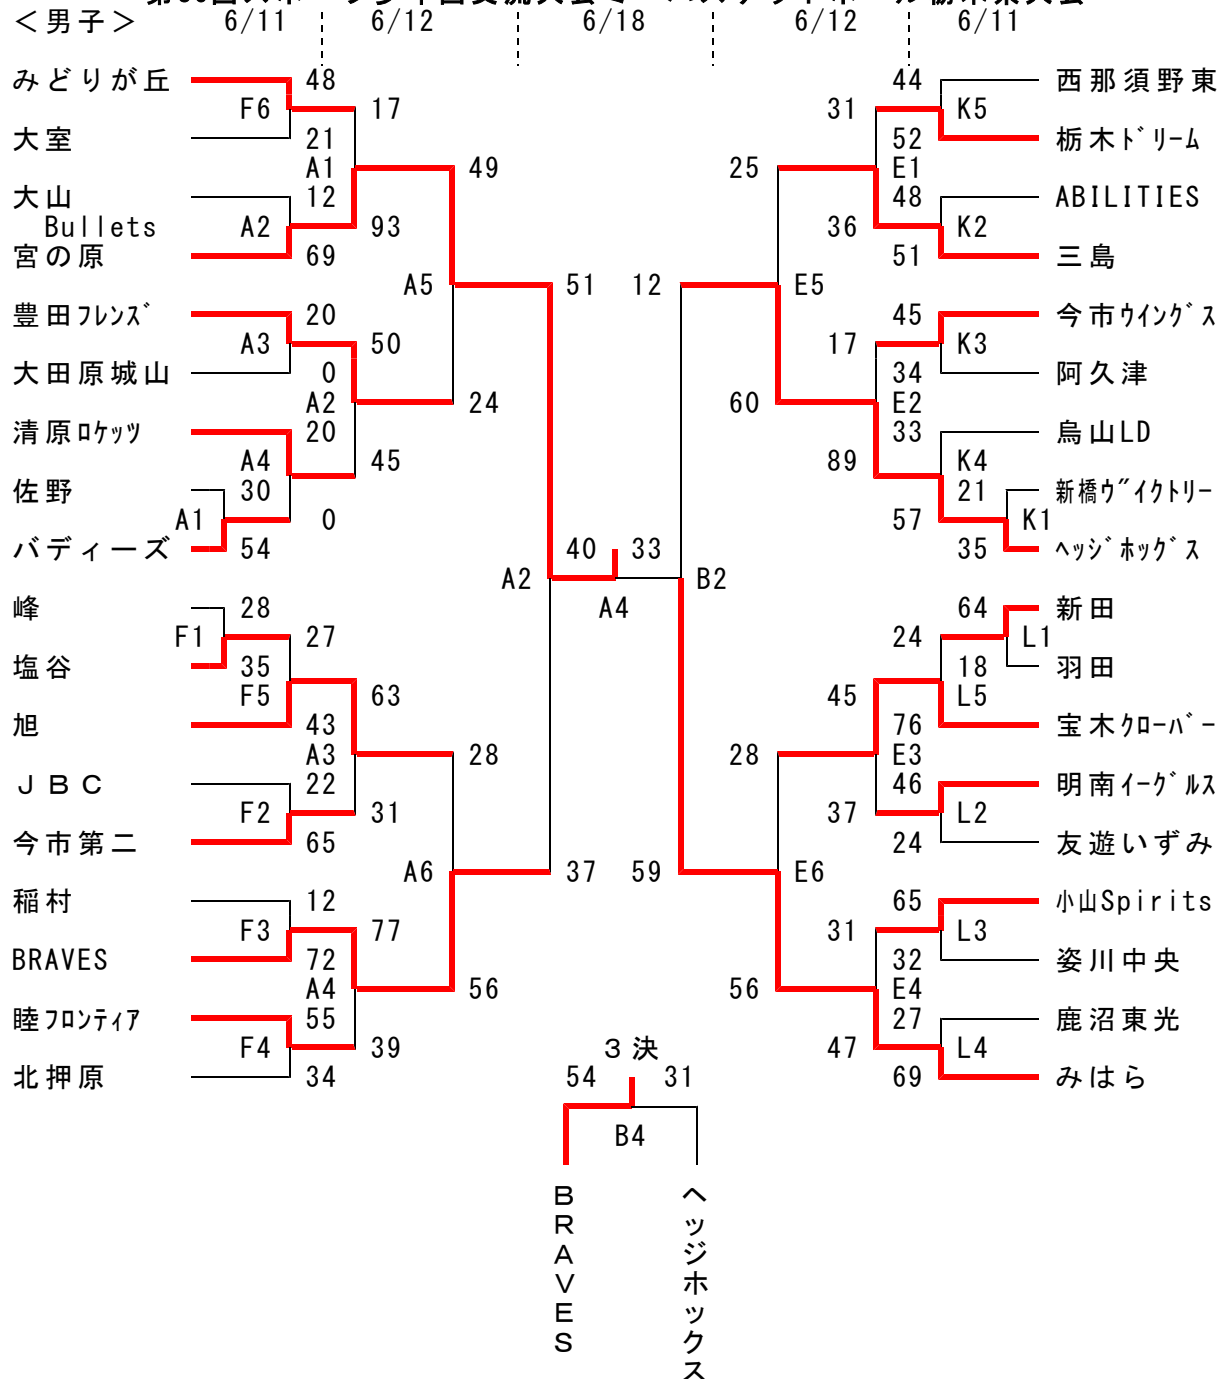 ＜男子＞ 6/11 6/12 6/18 6/12 6/11
みどりが丘 48 44 西那須野東
F6 17 31 K5
大室 21 52 栃木ドリーム
A1 49 25 E1
大山 12 48 ABILITIES
Bullets A2 93 36 K2
宮の原 69 51 三島
A5 51 12 E5
豊田フレンズ 20 45 今市ウイングス
A3 50 17 K3
大田原城山 0 34 阿久津
A2 24 60 E2
清原ロケッツ 20 33 烏山LD
A4 45 89 K4
佐野 30 21 新橋ヴイクトリー
A1 0 57 K1
バディーズ 54 35 ヘッジホッグス
40 33
A2 B2
A4
峰 28 64 新田
F1 27 24 L1
塩谷 35 18 羽田
F5 63 45 L5
旭 43 76 宝木クローバー
A3 28 28 E3
ＪＢＣ 22 46 明南イーグルス
F2 31 37 L2
今市第二 65 24 友遊いずみ
A6 37 59 E6
稲村 12 65 小山Spirits
F3 77 31 L3
BRAVES 72 32 姿川中央
A4 56 56 E4
睦フロンティア 55 27 鹿沼東光
F4 39 47 L4
北押原 34 69 みはら
３決
54 31
B4
ＢＲＡＶＥＳ
ヘッジホックス